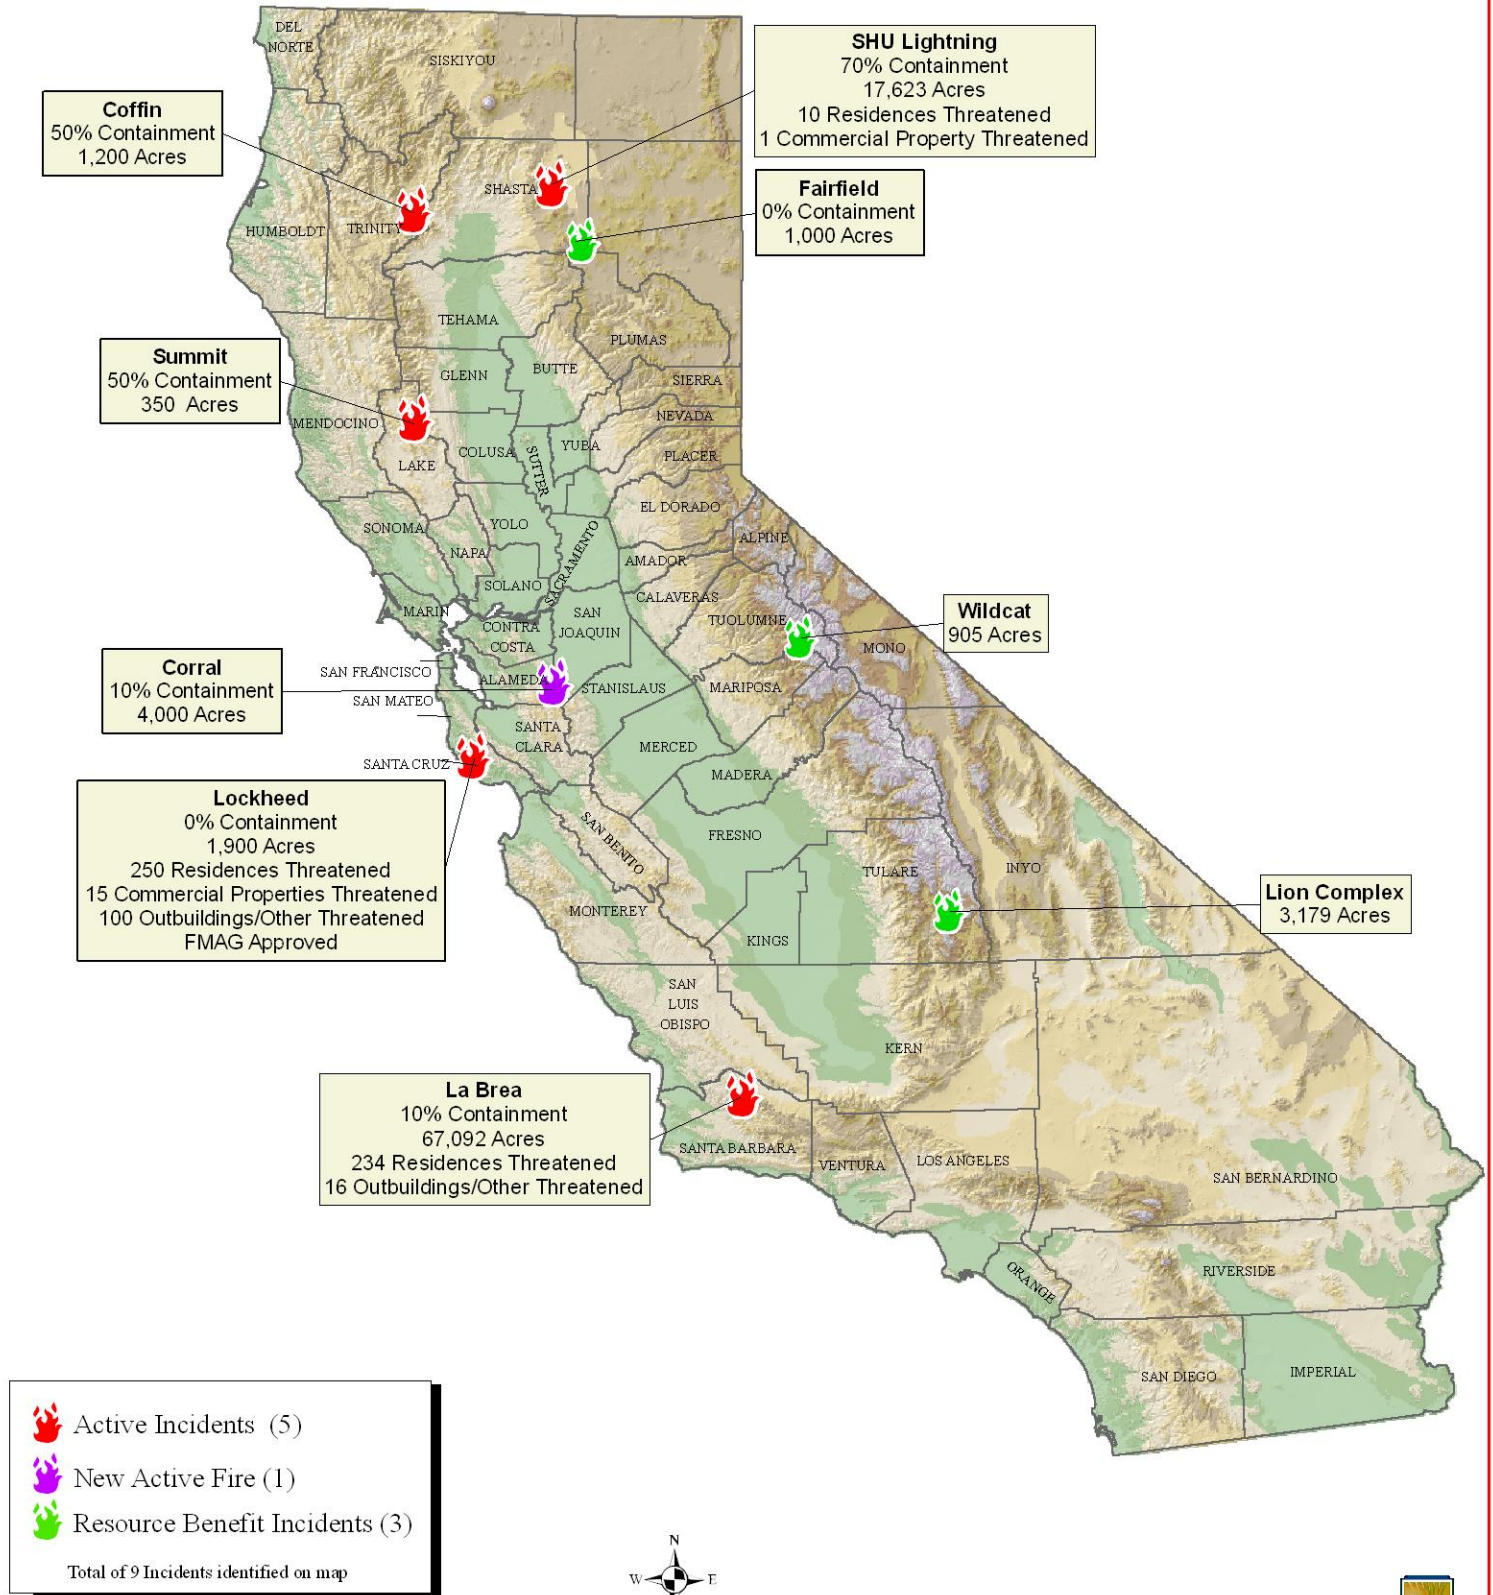 DEL
NORTE
SISKIYOU
SHU Lightning
70% Containment
17,623 Acres
10 Residences Threatened
1 Commercial Property Threatened
Coffin
50% Containment
1,200 Acres
Fairfield
0% Containment
1,000 Acres
SHASTA
TRINITY
HUMBOLDT
TEHAMA
PLUMAS
Summit
50% Containment
350 Acres
GLENN
BUTTE
SIERRA
NEVADA
MENDOCINO
COLUSA
SUTTER
YUBA
PLACER
LAKE
EL DORADO
SONOMA
YOLO
ALPINE
NAPA
SACRAMENTO
AMADOR
SOLANO
CALAVERAS
MARIN
SAN
JOAQUIN
TUOLUMNE
CONTRA
COSTA
MONO
Wildcat
905 Acres
Corral
10% Containment
4,000 Acres
SAN FRANCISCO
ALAMEDA
STANISLAUS
MARIPOSA
SAN MATEO
SANTA
CLARA
MERCED
SANTA CRUZ
MADERA
Lockheed
0% Containment
1,900 Acres
250 Residences Threatened
15 Commercial Properties Threatened
100 Outbuildings/Other Threatened
FMAG Approved
SAN BENITO
FRESNO
TULARE
INYO
Lion Complex
3,179 Acres
MONTEREY
KINGS
SAN
LUIS
OBISPO
KERN
La Brea
10% Containment
67,092 Acres
234 Residences Threatened
16 Outbuildings/Other Threatened
SANTA BARBARA
VENTURA
LOS ANGELES
SAN BERNARDINO
ORANGE
RIVERSIDE
SAN DIEGO
IMPERIAL
Active Incidents (5)
New Active Fire (1)
Resource Benefit Incidents (3)
Total of 9 Incidents identified on map
N
W E